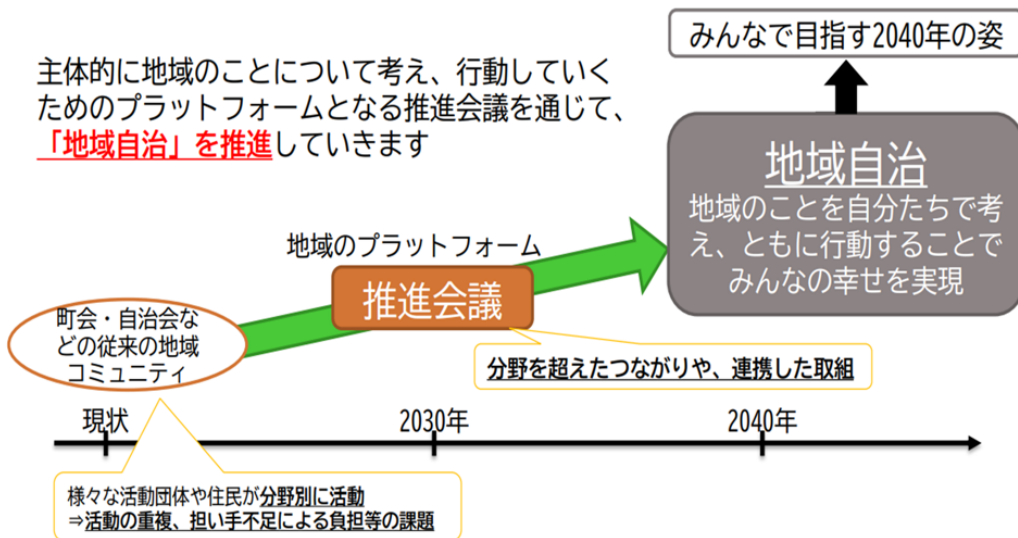 みんなで目指す2040年の姿
主体的に地域のことについて考え、行動していく
ためのプラットフォームとなる推進会議を通じて、
「地域自治」を推進していきます
地域自治
地域のことを自分たちで考
え、ともに行動することで
みんなの幸せを実現
地域のプラットフォーム
推進会議
町会・自治会な
どの従来の地域
コミュニティ
分野を超えたつながりや、連携した取組
現状
2030年
2040年
様々な活動団体や住民が分野別に活動
⇒活動の重複、担い手不足による負担等の課題